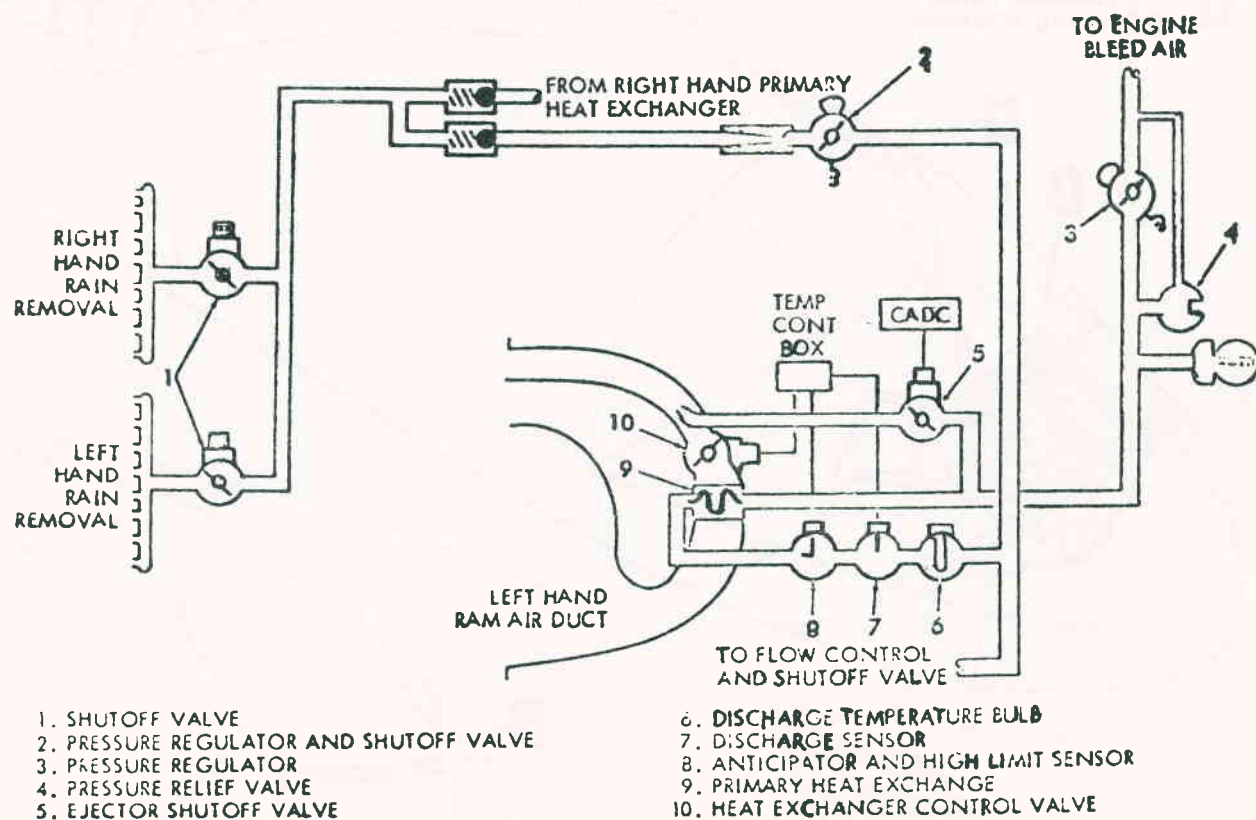 TO ENGINE
BLEED AIR
2
FROM RIGHT HAND PRIMARY
HEAT EXCHANGER
3
4
RIGHT
HAND
RAIN
REMOVAL
1
TEMP
CONT
BOX
CADC
5
10
9
LEFT
HAND
RAIN
REMOVAL
LEFT HAND
RAM AIR DUCT
8 7 6
TO FLOW CONTROL
AND SHUTOFF VALVE
1. SHUTOFF VALVE
2. PRESSURE REGULATOR AND SHUTOFF VALVE
3. PRESSURE REGULATOR
4. PRESSURE RELIEF VALVE
5. EJECTOR SHUTOFF VALVE
6. DISCHARGE TEMPERATURE BULB
7. DISCHARGE SENSOR
8. ANTICIPATOR AND HIGH LIMIT SENSOR
9. PRIMARY HEAT EXCHANGE
10. HEAT EXCHANGER CONTROL VALVE